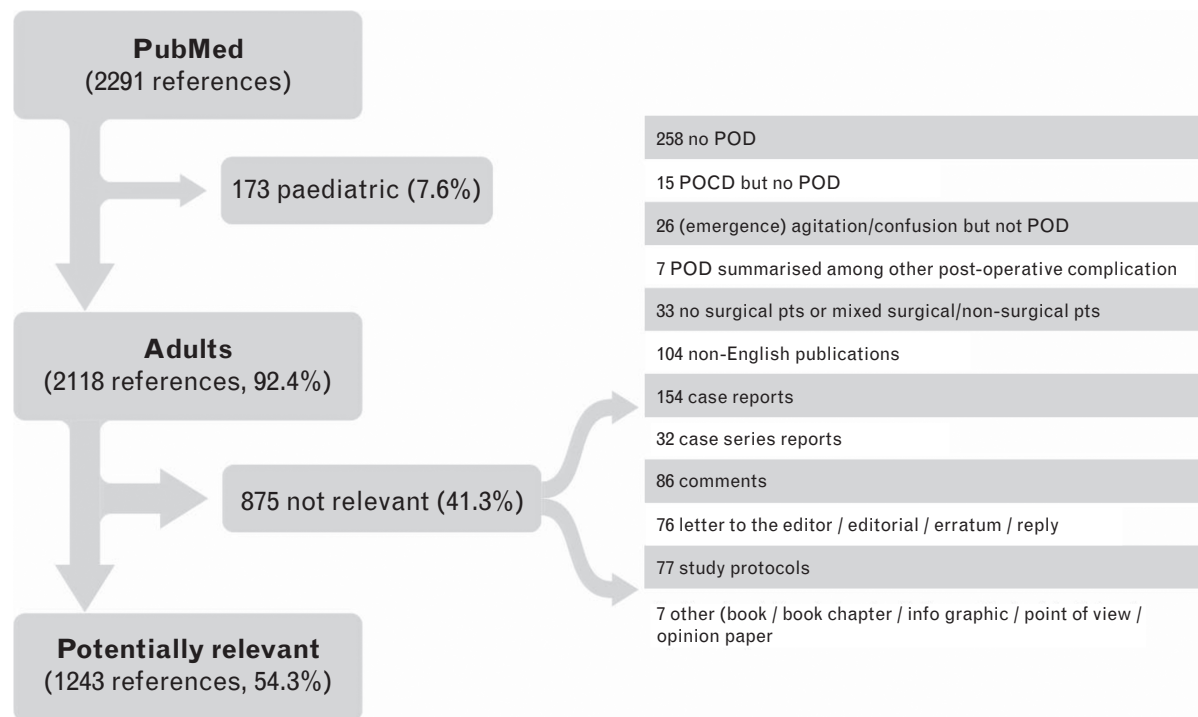 PubMed
(2291 references)
173 paediatric (7.6%)
Adults
(2118 references, 92.4%)
875 not relevant (41.3%)
258 no POD
15 POCD but no POD
26 (emergence) agitation/confusion but not POD
7 POD summarised among other post-operative complication
33 no surgical pts or mixed surgical/non-surgical pts
104 non-English publications
154 case reports
32 case series reports
86 comments
76 letter to the editor / editorial / erratum / reply
77 study protocols
7 other (book / book chapter / info graphic / point of view /
opinion paper
Potentially relevant
(1243 references, 54.3%)